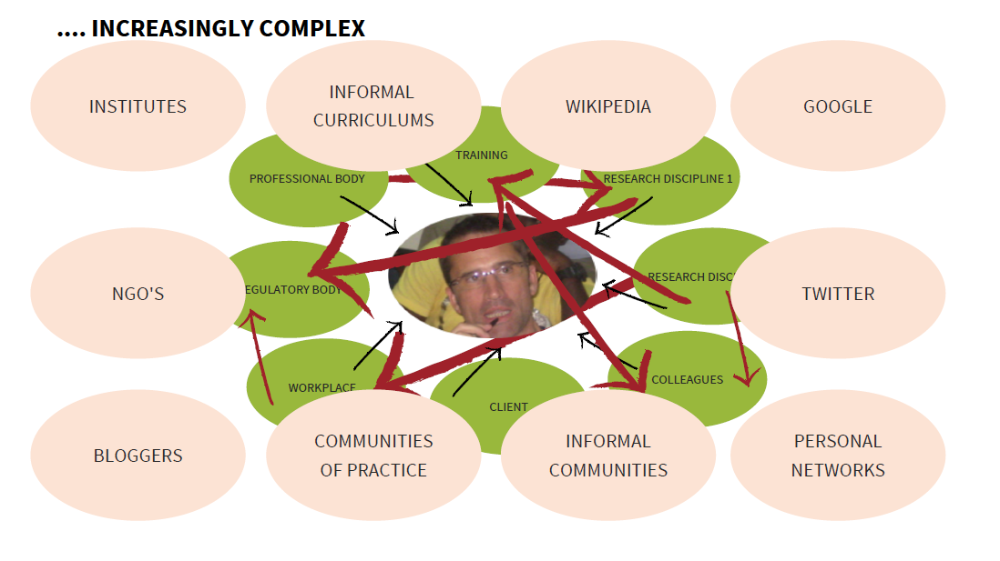 .... INCREASINGLY COMPLEX
INSTITUTES
INFORMAL
CURRICULUMS
WIKIPEDIA
GOOGLE
TRAINING
PROFESSIONAL BODY
RESEARCH DISCIPLINE 1
NGO'S
EGULATORY BODY
RESEARCH DISC
TWITTER
WORKPLACE
CLIENT
COLLEAGUES
BLOGGERS
COMMUNITIES
OF PRACTICE
INFORMAL
COMMUNITIES
PERSONAL
NETWORKS